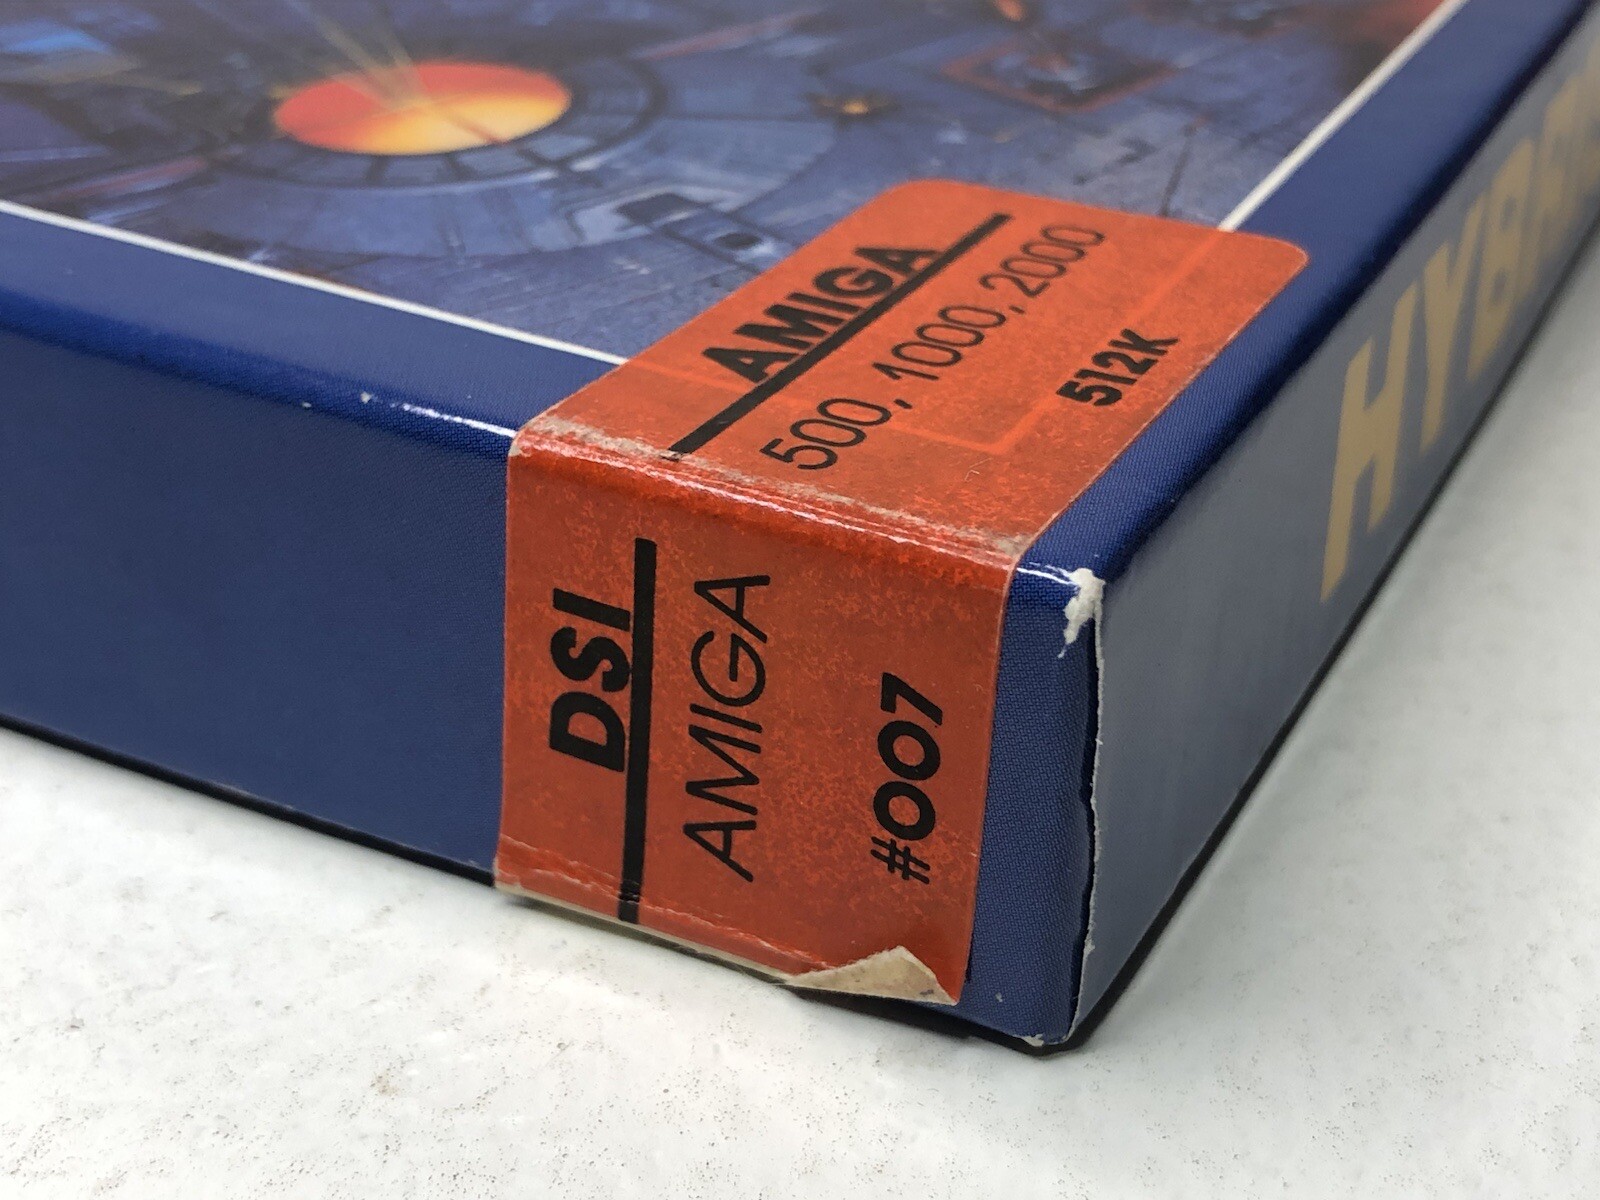 AMIGA
500, 1000, 2000
512K
DSI
AMIGA
#007